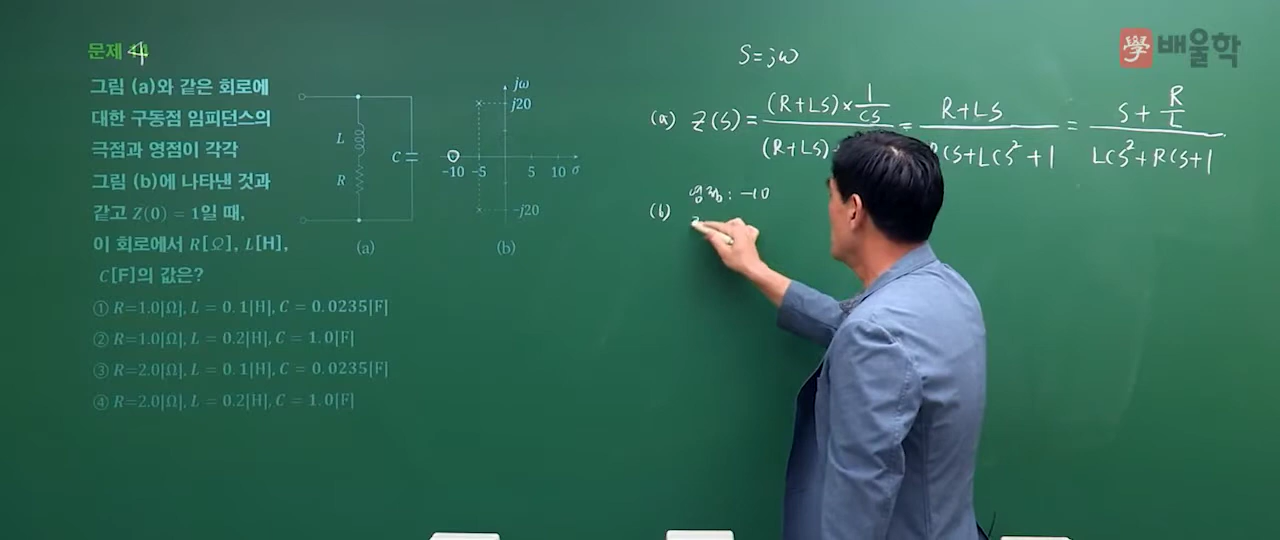 문제 4
그림 (a)와 같은 회로에
대한 구동점 임피던스의
극점과 영점이 각각
그림 (b)에 나타낸 것과
같고 Z(0) = 1일 때,
이 회로에서 R[Ω], L[H],
C[F]의 값은?
① R=1.0[Ω], L = 0.1[H], C = 0.0235[F]
② R=1.0[Ω], L = 0.2[H], C = 1.0[F]
③ R=2.0[Ω], L = 0.1[H], C = 0.0235[F]
④ R=2.0[Ω], L = 0.2[H], C = 1.0[F]
L
R
C
(a)
jω
j20
-10 -5 5 10 σ
-j20
(b)
學 배울학
S=jω
(a) Z(s) = (R+LS)×1/CS / (R+LS) = R+LS / RCS+LCS²+1 = S+R/L / LCS²+RCS+1
(b) 영점: -10